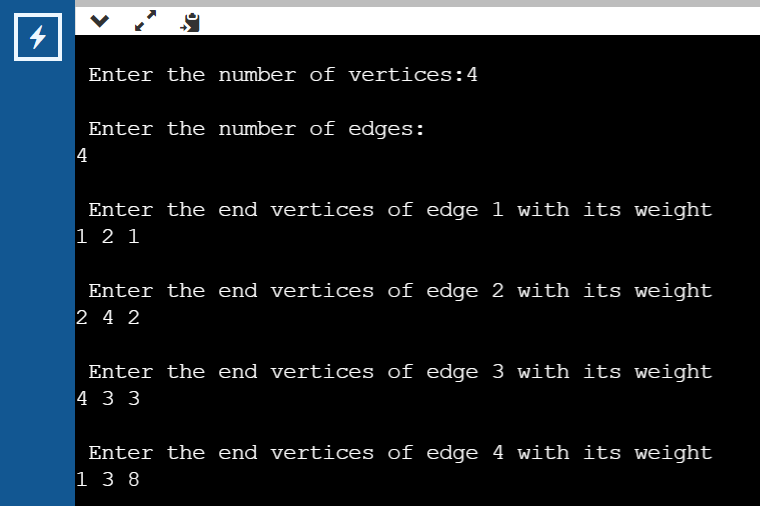 Enter the number of vertices:4
Enter the number of edges:
4
Enter the end vertices of edge 1 with its weight
1 2 1
Enter the end vertices of edge 2 with its weight
2 4 2
Enter the end vertices of edge 3 with its weight
4 3 3
Enter the end vertices of edge 4 with its weight
1 3 8